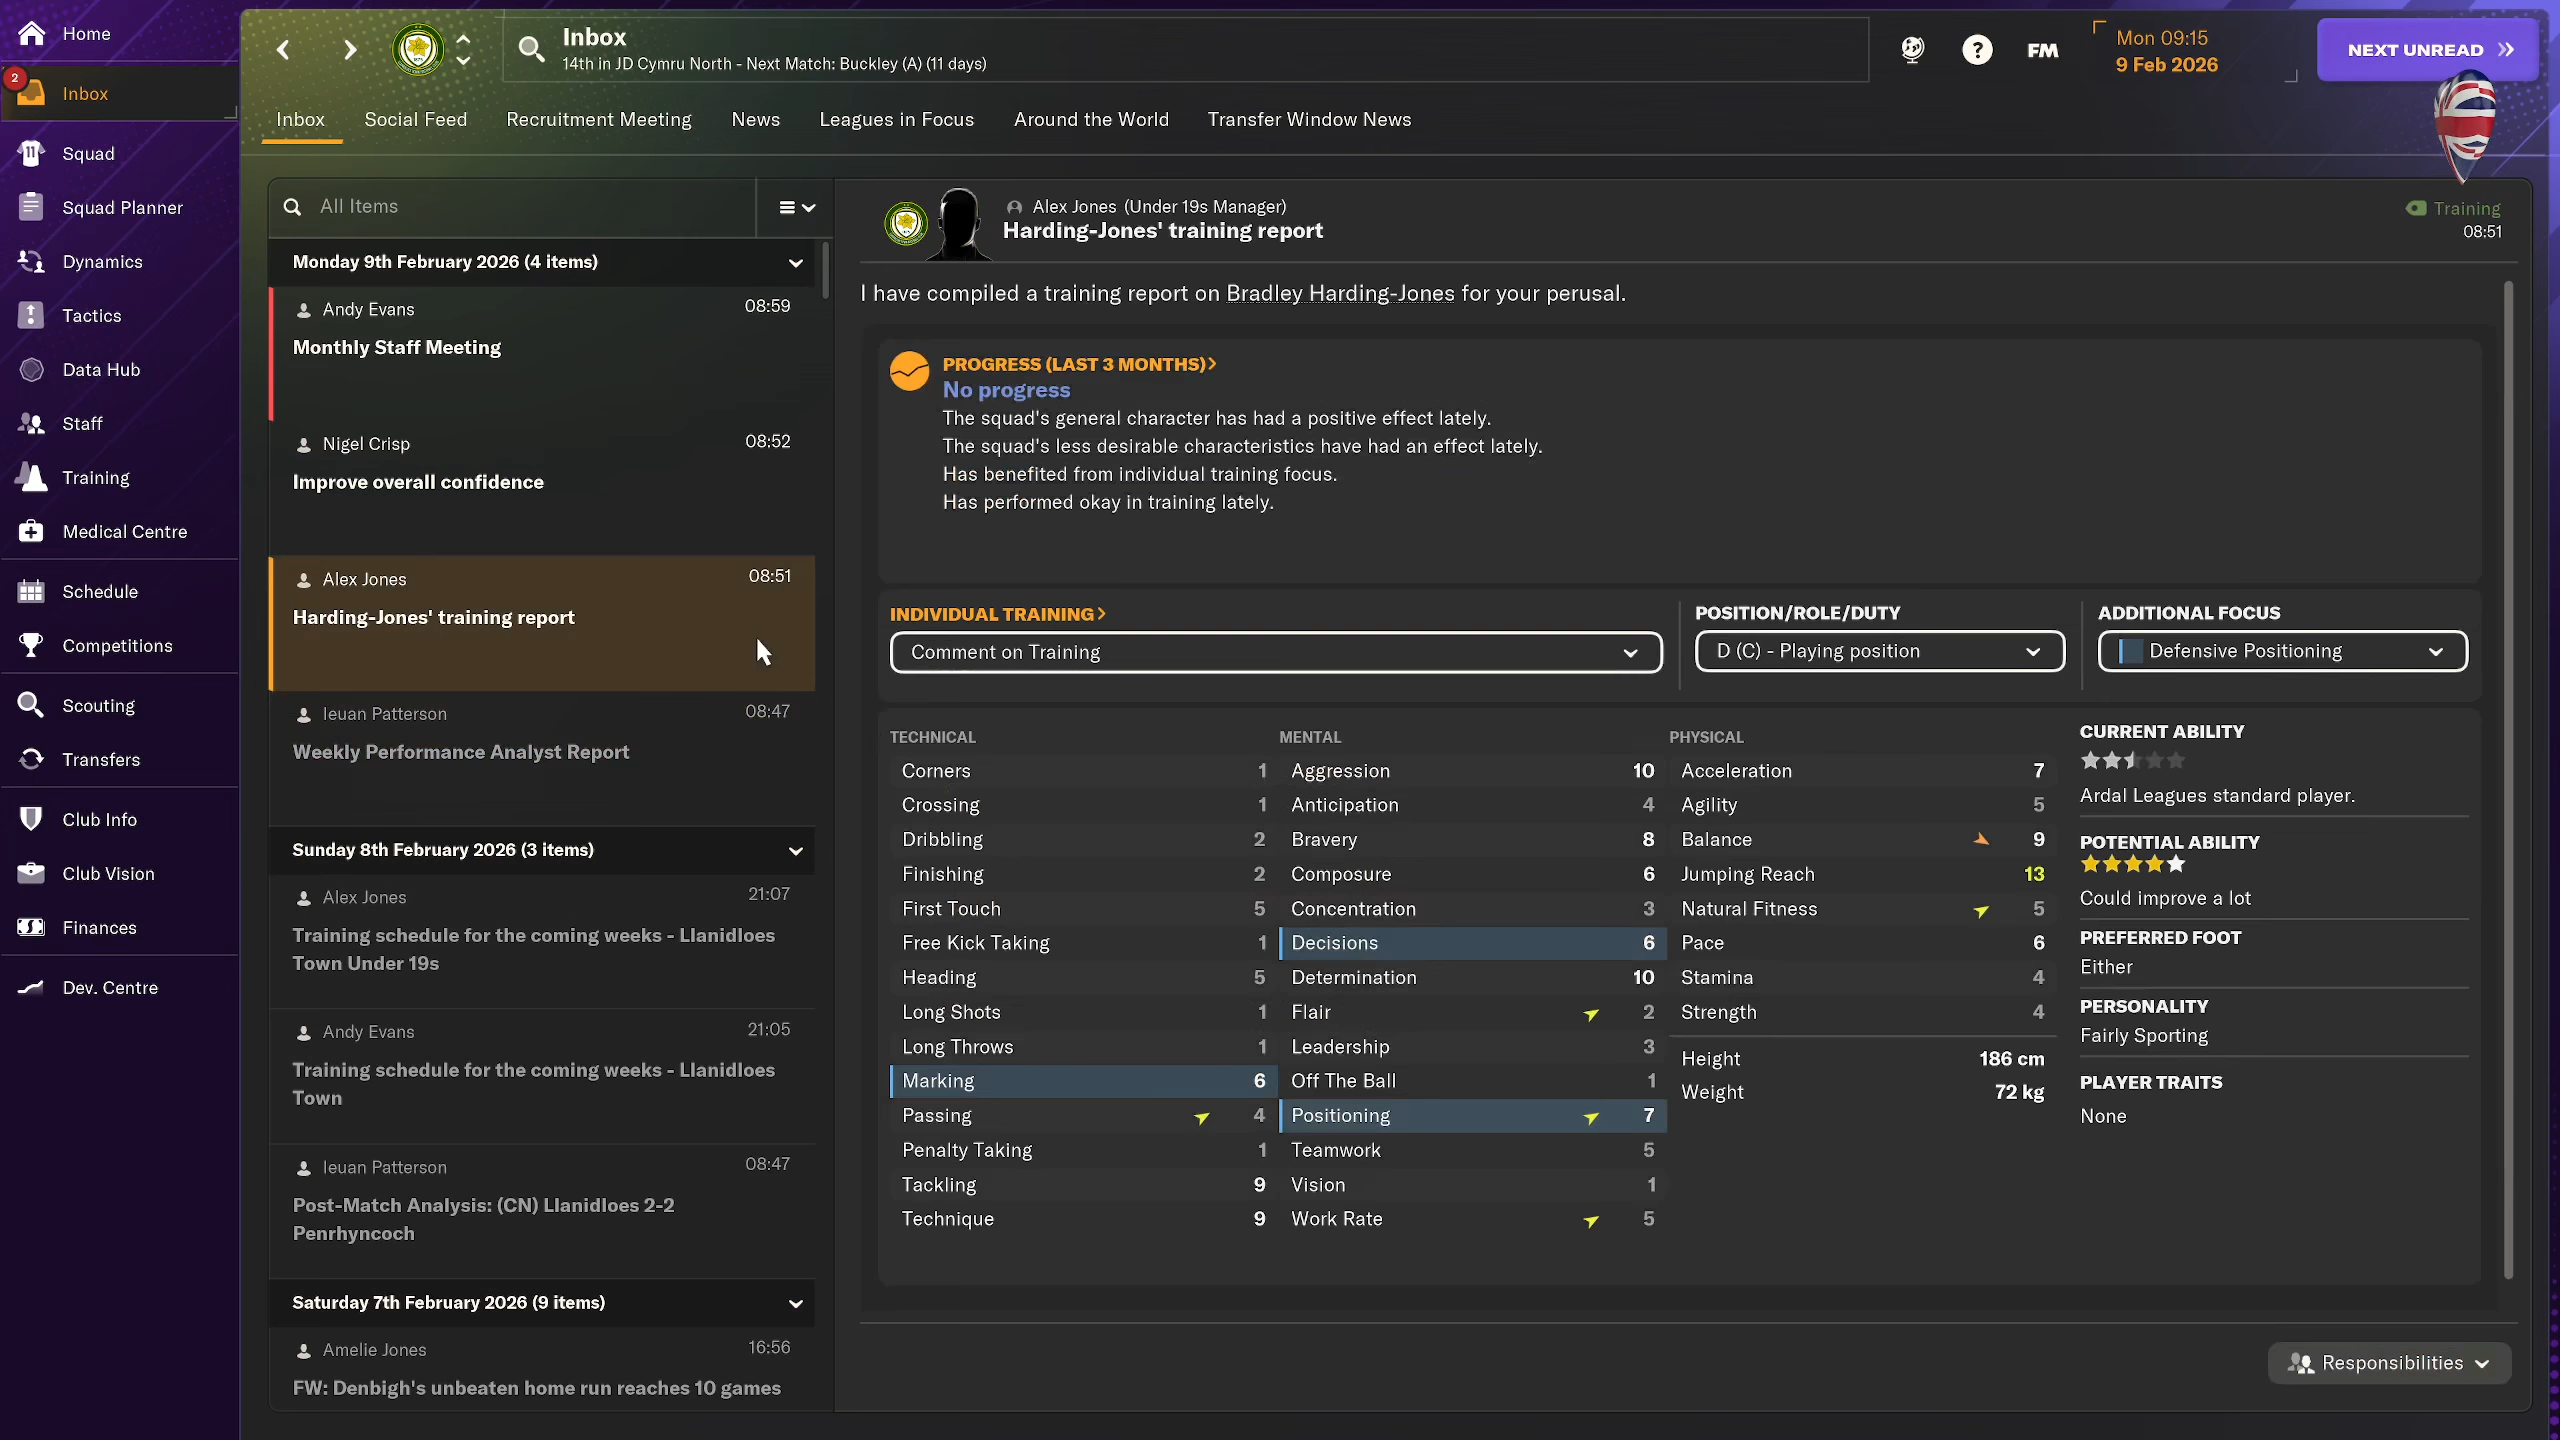 Home
2
Inbox
Squad
Squad Planner
Dynamics
Tactics
Data Hub
Staff
Training
Medical Centre
Schedule
Competitions
Scouting
Transfers
Club Info
Club Vision
Finances
Dev. Centre
Inbox
14th in JD Cymru North - Next Match: Buckley (A) (11 days)
?
FM
Mon 09:15
9 Feb 2026
NEXT UNREAD
Inbox
Social Feed
Recruitment Meeting
News
Leagues in Focus
Around the World
Transfer Window News
All Items
Monday 9th February 2026 (4 items)
Andy Evans 08:59
Monthly Staff Meeting
Nigel Crisp 08:52
Improve overall confidence
Alex Jones 08:51
Harding-Jones' training report
Ieuan Patterson 08:47
Weekly Performance Analyst Report
Sunday 8th February 2026 (3 items)
Alex Jones 21:07
Training schedule for the coming weeks - Llanidloes
Town Under 19s
Andy Evans 21:05
Training schedule for the coming weeks - Llanidloes
Town
Ieuan Patterson 08:47
Post-Match Analysis: (CN) Llanidloes 2-2
Penrhyncoch
Saturday 7th February 2026 (9 items)
Amelie Jones 16:56
FW: Denbigh's unbeaten home run reaches 10 games
Alex Jones (Under 19s Manager)
Harding-Jones' training report
Training
08:51
I have compiled a training report on Bradley Harding-Jones for your perusal.
PROGRESS (LAST 3 MONTHS)>
No progress
The squad's general character has had a positive effect lately.
The squad's less desirable characteristics have had an effect lately.
Has benefited from individual training focus.
Has performed okay in training lately.
INDIVIDUAL TRAINING>
Comment on Training
POSITION/ROLE/DUTY
D (C) - Playing position
ADDITIONAL FOCUS
Defensive Positioning
TECHNICAL
Corners 1
Crossing 1
Dribbling 2
Finishing 2
First Touch 5
Free Kick Taking 1
Heading 5
Long Shots 1
Long Throws 1
Marking 6
Passing 4
Penalty Taking 1
Tackling 9
Technique 9
MENTAL
Aggression 10
Anticipation 4
Bravery 8
Composure 6
Concentration 3
Decisions 6
Determination 10
Flair 2
Leadership 3
Off The Ball 1
Positioning 7
Teamwork 5
Vision 1
Work Rate 5
PHYSICAL
Acceleration 7
Agility 5
Balance 9
Jumping Reach 13
Natural Fitness 5
Pace 6
Stamina 4
Strength 4
Height 186 cm
Weight 72 kg
CURRENT ABILITY
Ardal Leagues standard player.
POTENTIAL ABILITY
Could improve a lot
PREFERRED FOOT
Either
PERSONALITY
Fairly Sporting
PLAYER TRAITS
None
Responsibilities